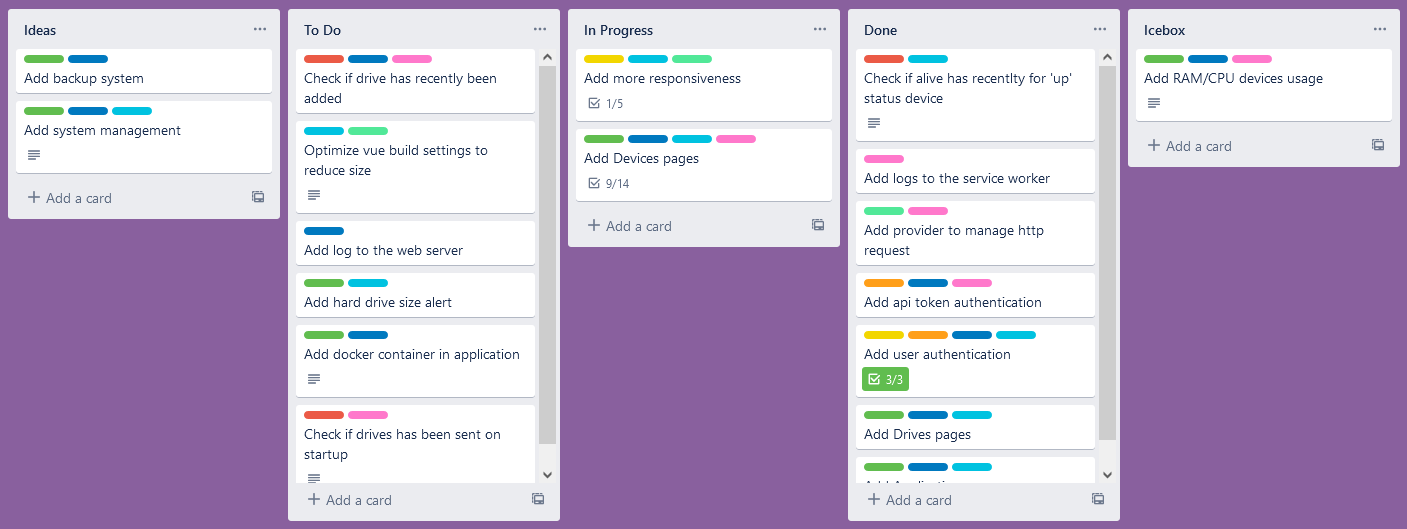 Ideas
Add backup system
Add system management
Add a card
To Do
Check if drive has recently been
added
Optimize vue build settings to
reduce size
Add log to the web server
Add hard drive size alert
Add docker container in application
Check if drives has been sent on
startup
Add a card
In Progress
Add more responsiveness
1/5
Add Devices pages
9/14
Add a card
Done
Check if alive has recentlty for 'up'
status device
Add logs to the service worker
Add provider to manage http
request
Add api token authentication
Add user authentication
3/3
Add Drives pages
Add a card
Icebox
Add RAM/CPU devices usage
Add a card